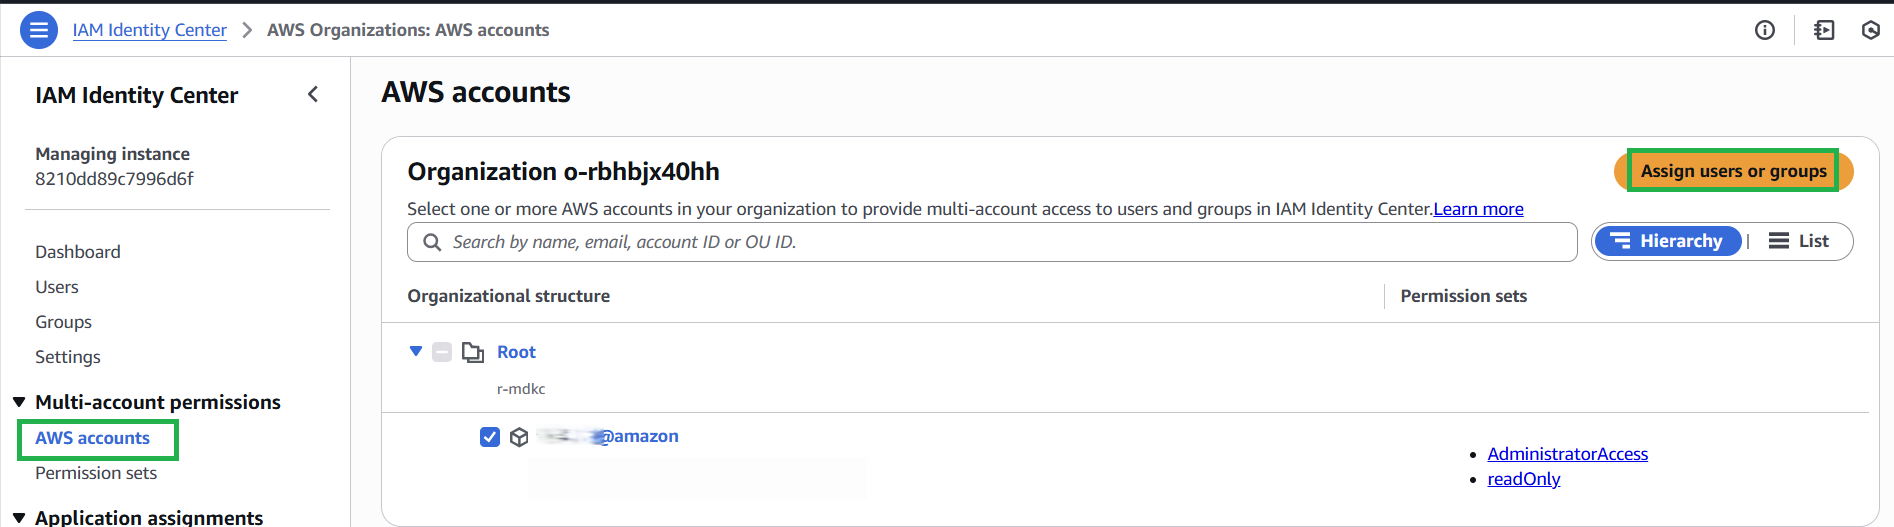 IAM Identity Center > AWS Organizations: AWS accounts
IAM Identity Center
Managing instance
8210dd89c7996d6f
Dashboard
Users
Groups
Settings
Multi-account permissions
AWS accounts
Permission sets
Application assignments
AWS accounts
Organization o-rbhbjx40hh
Assign users or groups
Select one or more AWS accounts in your organization to provide multi-account access to users and groups in IAM Identity Center.Learn more
Search by name, email, account ID or OU ID.
Hierarchy | List
Organizational structure
Permission sets
Root
r-mdkc
@amazon
• AdministratorAccess
• readOnly